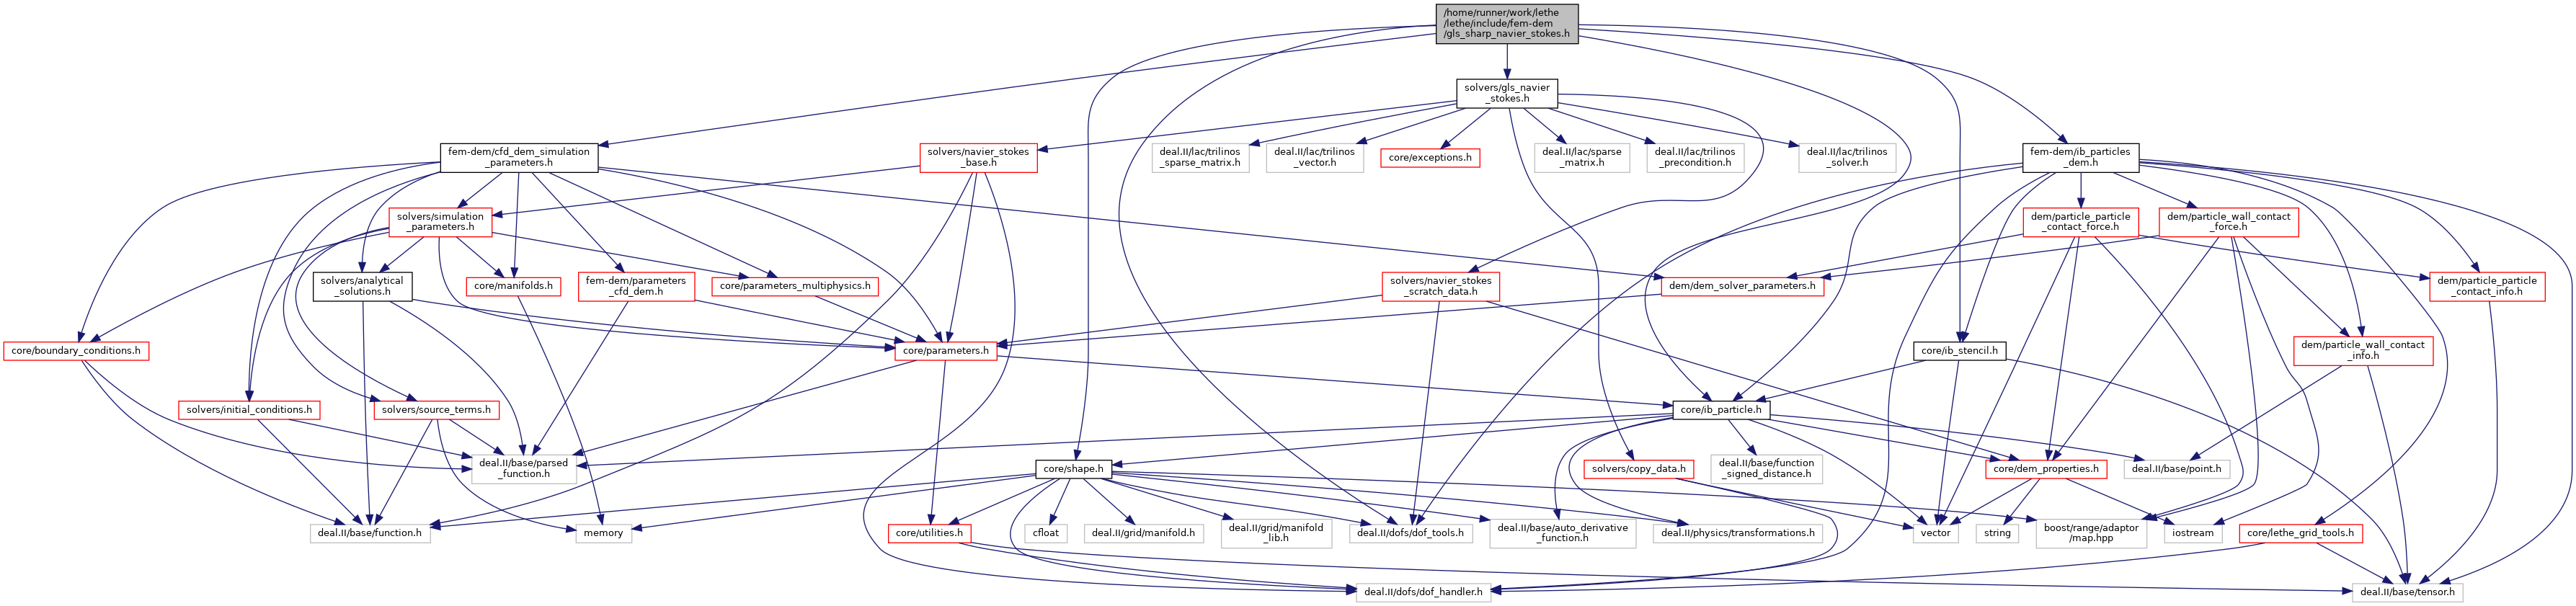 /home/runner/work/lethe
/lethe/include/fem-dem
/gls_sharp_navier_stokes.h
solvers/gls_navier
_stokes.h
fem-dem/cfd_dem_simulation
_parameters.h
solvers/navier_stokes
_base.h
deal.II/lac/trilinos
_sparse_matrix.h
deal.II/lac/trilinos
_vector.h
core/exceptions.h
deal.II/lac/sparse
_matrix.h
deal.II/lac/trilinos
_precondition.h
deal.II/lac/trilinos
_solver.h
fem-dem/ib_particles
_dem.h
solvers/simulation
_parameters.h
dem/particle_particle
_contact_force.h
dem/particle_wall_contact
_force.h
solvers/analytical
_solutions.h
core/manifolds.h
fem-dem/parameters
_cfd_dem.h
core/parameters_multiphysics.h
dem/dem_solver_parameters.h
solvers/navier_stokes
_scratch_data.h
dem/particle_particle
_contact_info.h
core/boundary_conditions.h
core/parameters.h
core/ib_stencil.h
dem/particle_wall_contact
_info.h
solvers/initial_conditions.h
solvers/source_terms.h
core/ib_particle.h
deal.II/base/parsed
_function.h
core/shape.h
solvers/copy_data.h
deal.II/base/function
_signed_distance.h
core/dem_properties.h
deal.II/base/point.h
deal.II/base/function.h
memory
core/utilities.h
cfloat
deal.II/grid/manifold.h
deal.II/grid/manifold
_lib.h
deal.II/dofs/dof_tools.h
deal.II/base/auto_derivative
_function.h
deal.II/physics/transformations.h
vector
string
boost/range/adaptor
/map.hpp
iostream
core/lethe_grid_tools.h
deal.II/dofs/dof_handler.h
deal.II/base/tensor.h